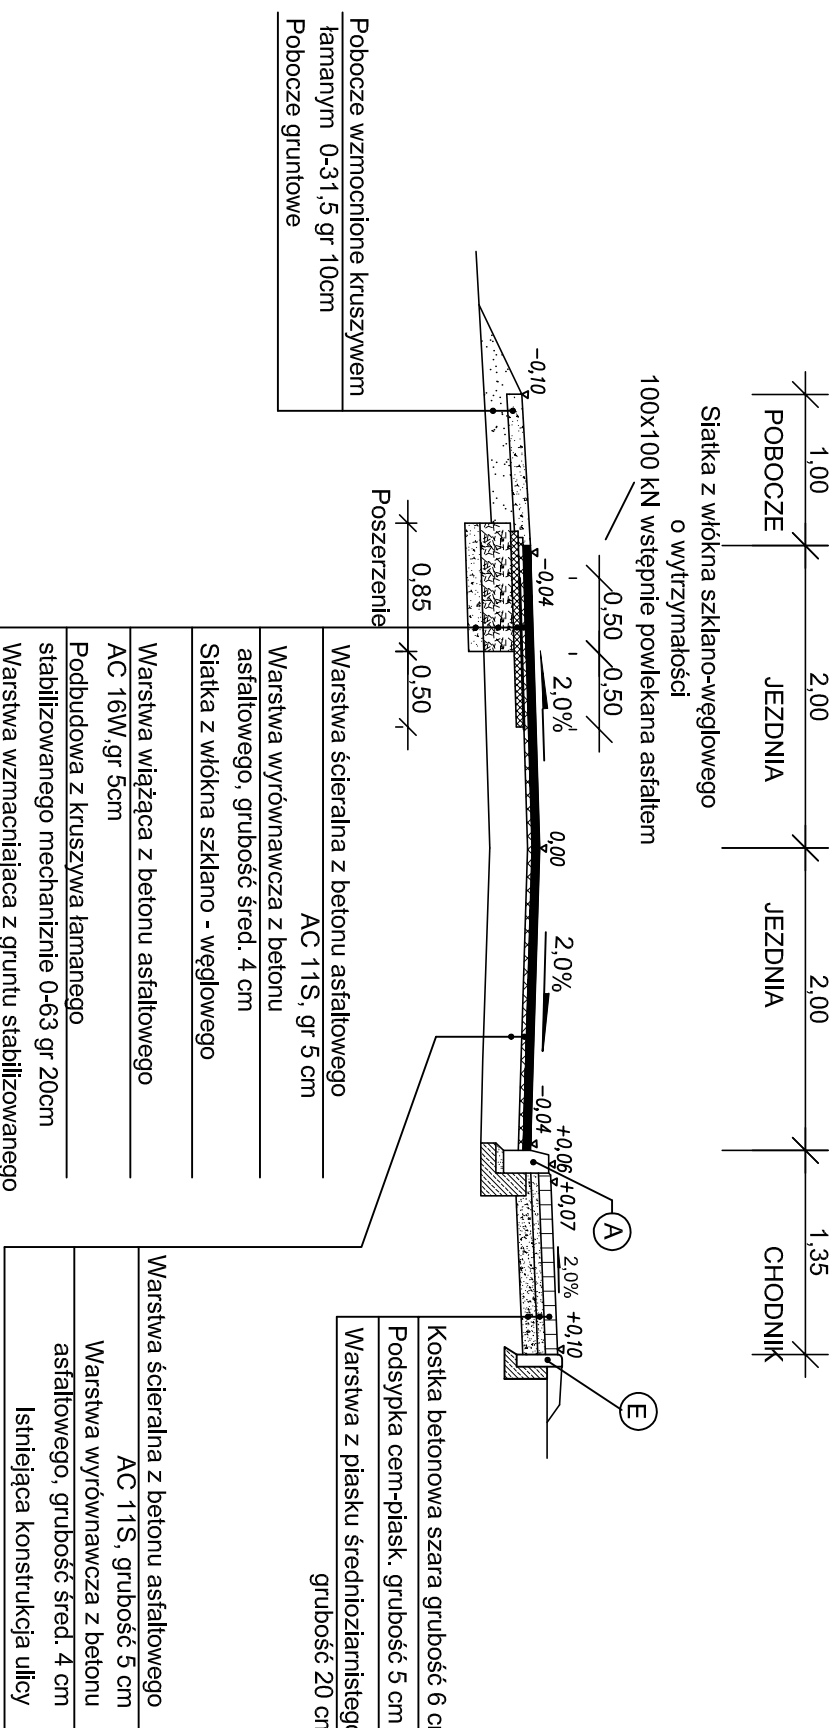 1,00
2,00
2,00
1,35
POBOCZE
JEZDNIA
JEZDNIA
CHODNIK
Siatka z włókna szklano-węglowego
o wytrzymałości
100x100 kN wstępnie powlekana asfaltem
0,50
0,50
-0,10
-0,04
2,0%
0,00
2,0%
-0,04
+0,06
+0,07
2,0%
+0,10
A
E
0,85
0,50
Poszerzenie
Pobocze wzmocnione kruszywem
łamanym 0-31,5 gr 10cm
Pobocze gruntowe
Warstwa ścieralna z betonu asfaltowego
AC 11S, gr 5 cm
Warstwa wyrównawcza z betonu
asfaltowego, grubość śred. 4 cm
Siatka z włókna szklano - węglowego
Warstwa wiążąca z betonu asfaltowego
AC 16W,gr 5cm
Podbudowa z kruszywa łamanego
stabilizowanego mechaniznie 0-63 gr 20cm
Warstwa wzmacniajaca z gruntu stabilizowanego
Kostka betonowa szara grubość 6
Podsypka cem-piask. grubość 5 cm
Warstwa z piasku średnioziarnistego
grubość 20 cm
Warstwa ścieralna z betonu asfaltowego
AC 11S, grubość 5 cm
Warstwa wyrównawcza z betonu
asfaltowego, grubość śred. 4 cm
Istniejąca konstrukcja ulicy